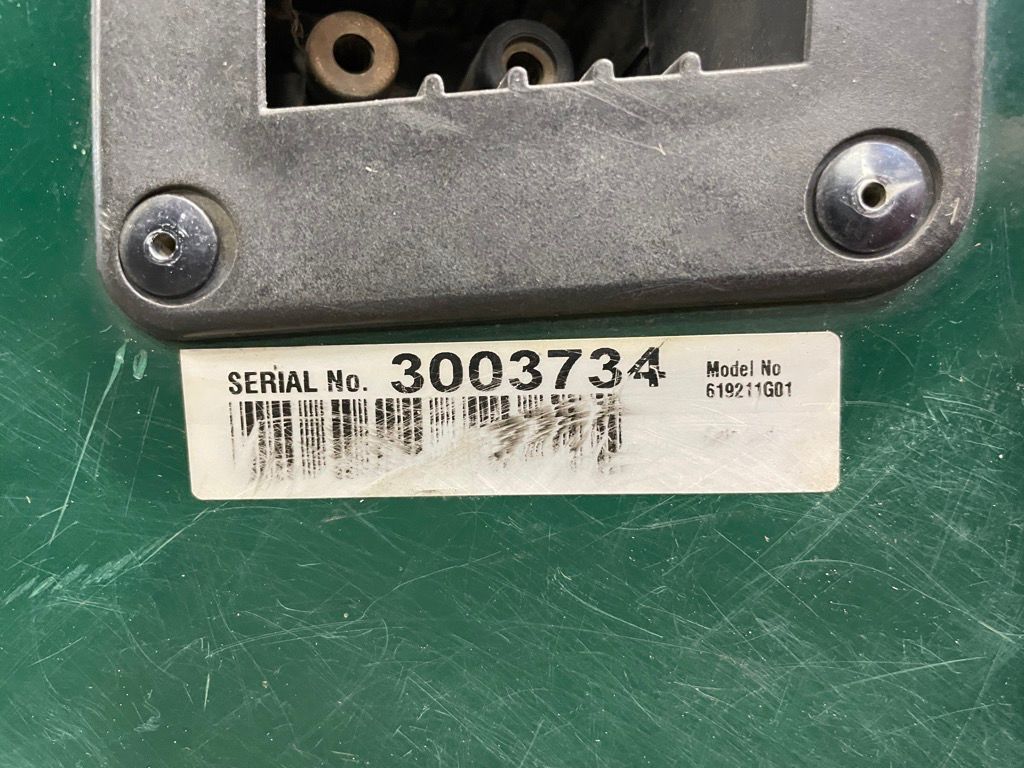 SERIAL No. 3003734
Model No
619211G01